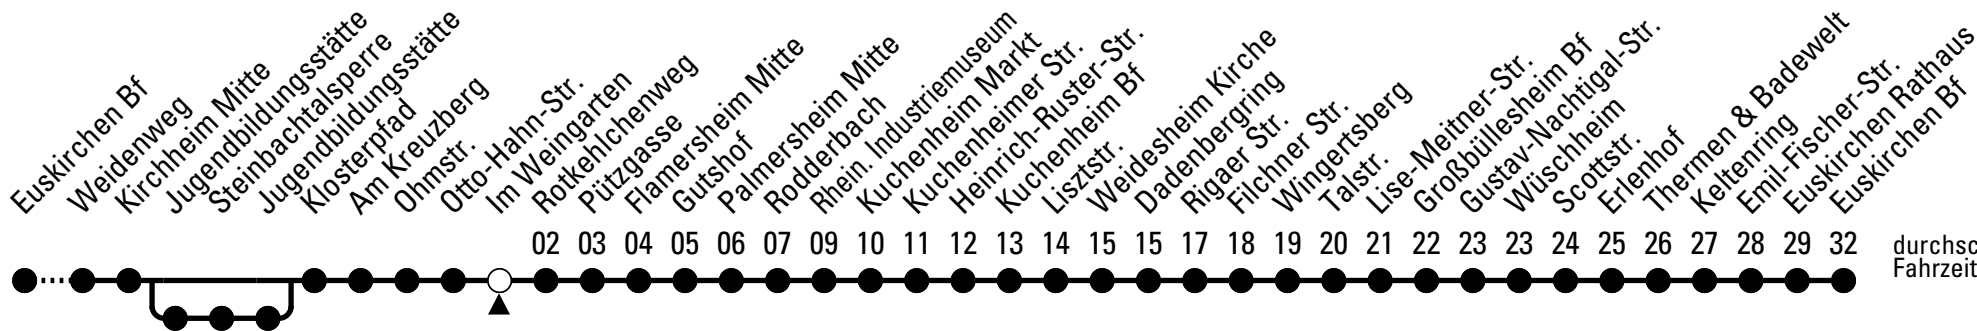 Euskirchen Bf
Weidenweg
Kirchheim Mitte
Jugendbildungsstätte
Steinbachtalsperre
Jugendbildungsstätte
Klosterpfad
Am Kreuzberg
Ohmstr.
Otto-Hahn-Str.
Im Weingarten
Rotkehlchenweg
Pützgasse
Flamersheim Mitte
Gutshof
Palmersheim Mitte
Rodderbach
Rhein. Industriemuseum
Kuchenheim Markt
Kuchenheimer Str.
Heinrich-Ruster-Str.
Kuchenheim Bf
Lisztstr.
Weidesheim Kirche
Dadenbergring
Rigaer Str.
Filchner Str.
Wingertsberg
Talstr.
Lise-Meitner-Str.
Großbüllesheim Bf
Gustav-Nachtigal-Str.
Wüschheim
Scottstr.
Erlenhof
Thermen & Badewelt
Keltenring
Emil-Fischer-Str.
Euskirchen Rathaus
Euskirchen Bf
02 03 04 05 06 07 09 10 11 12 13 14 15 15 17 18 19 20 21 22 23 23 24 25 26 27 28 29 32
durchsc
Fahrzeit